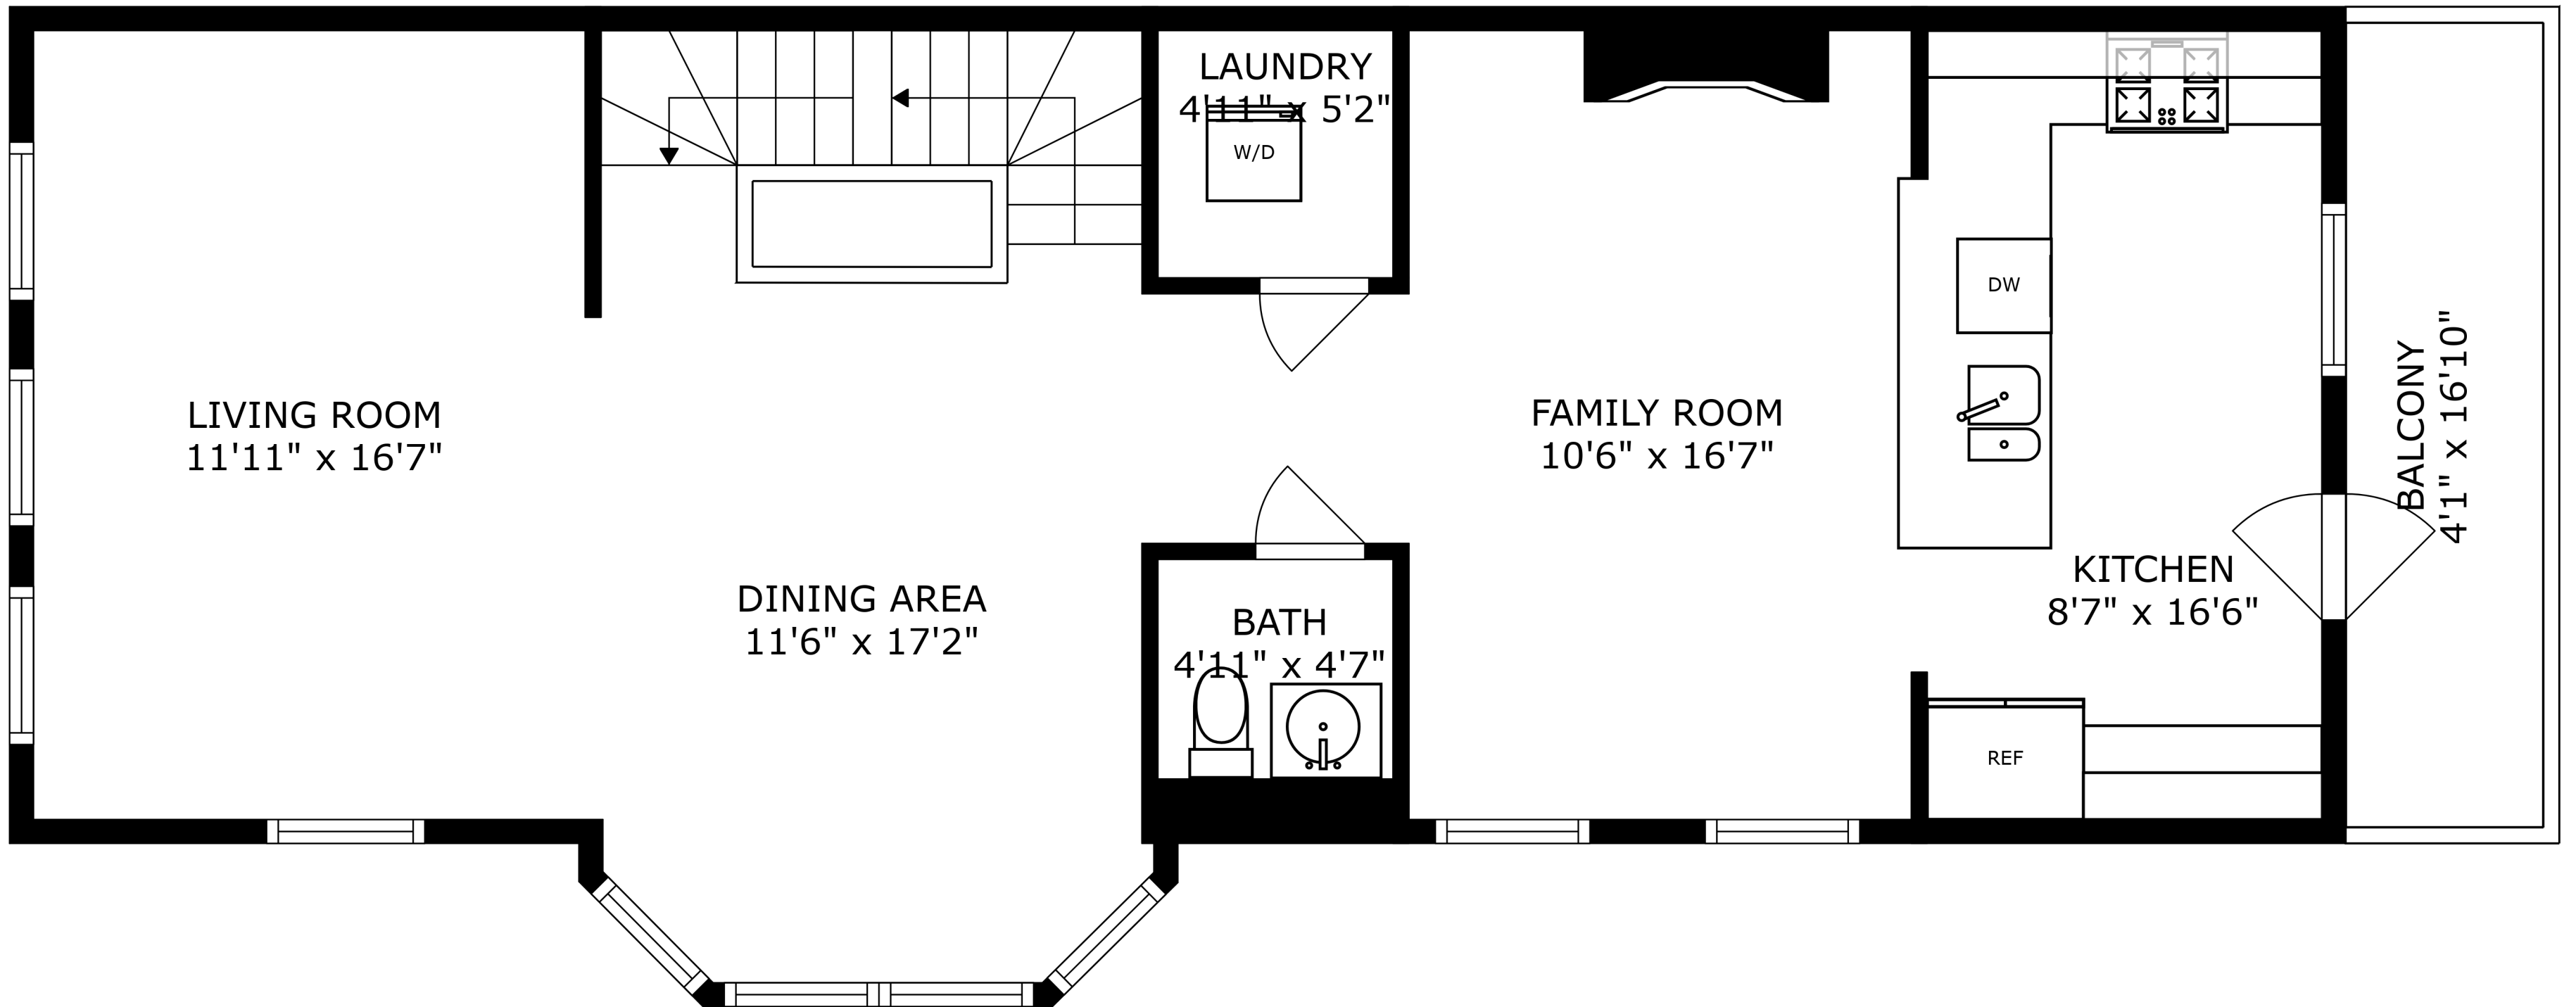 LAUNDRY
4'11" x 5'2"
W/D
DW
LIVING ROOM
11'11" x 16'7"
FAMILY ROOM
10'6" x 16'7"
BALCONY
4'1" x 16'10"
DINING AREA
11'6" x 17'2"
KITCHEN
8'7" x 16'6"
BATH
4'11" x 4'7"
REF